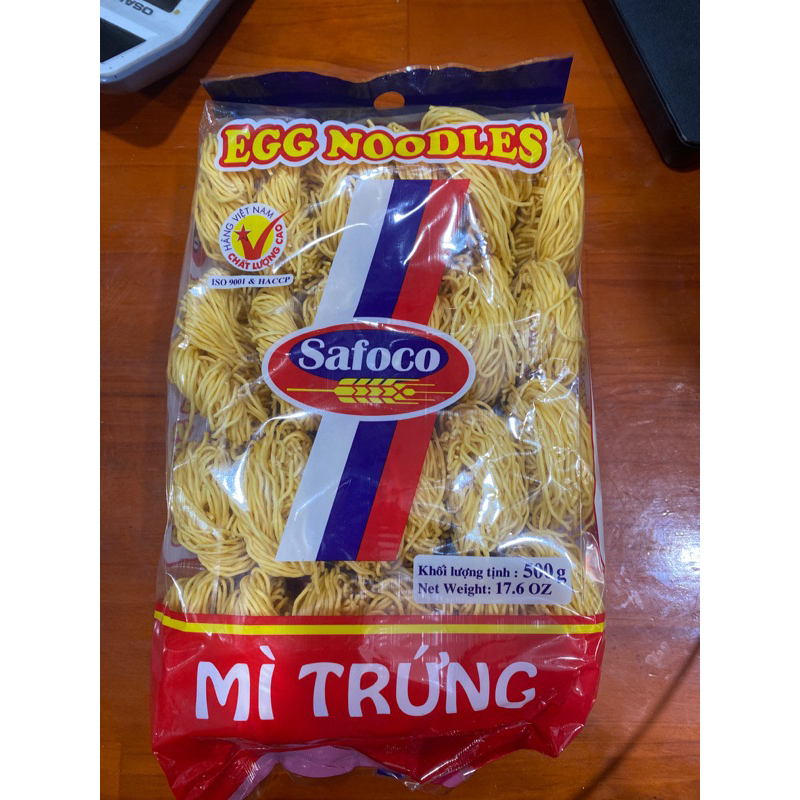 EGG NOODLES
HÀNG VIỆT NAM
CHẤT LƯỢNG CAO
ISO 9001 & HACCP
Safoco
Khối lượng tịnh : 500 g
Net Weight: 17.6 OZ
MÌ TRỨNG